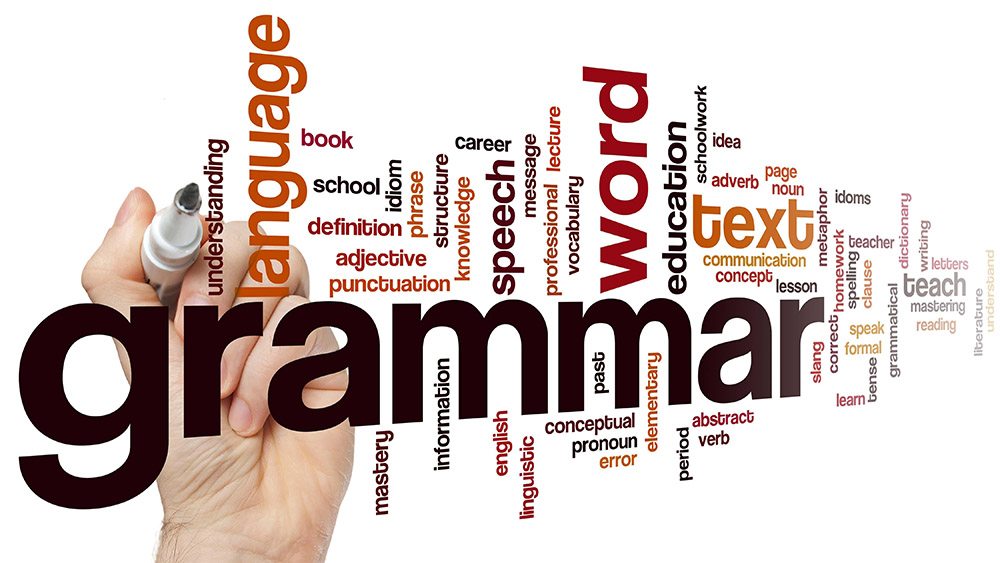 language
understanding
book
school
idiom
phrase
structure
definition
adjective
punctuation
knowledge
career
speech
message
lecture
professional
vocabulary
word
education
schoolwork
idea
adverb
page
noun
text
communication
concept
lesson
metaphor
idoms
teacher
homework
spelling
clause
dictionary
writing
letters
teach
mastering
reading
literature
understand
grammar
slang
correct
speak
formal
grammatical
learn
tense
mastery
information
english
linguistic
past
conceptual
pronoun
error
elementary
period
abstract
verb